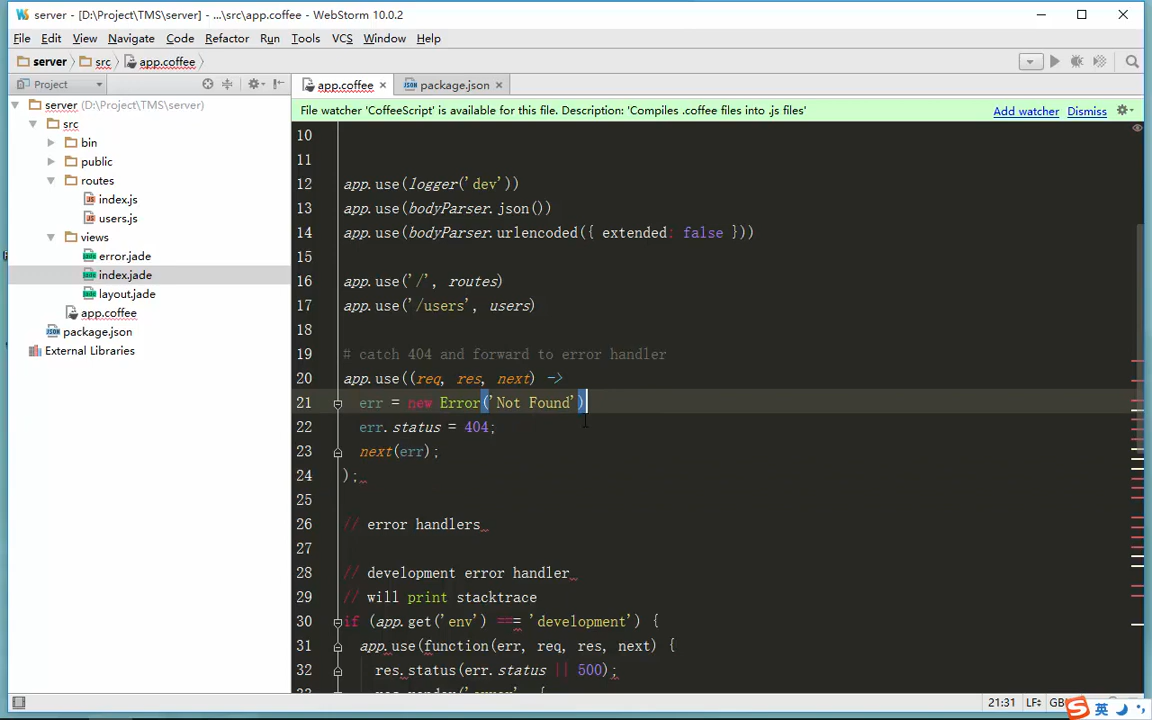 server - [D:\Project\TMS\server] - ...\src\app.coffee - WebStorm 10.0.2
File Edit View Navigate Code Refactor Run Tools VCS Window Help
server src app.coffee
Project
app.coffee package.json
server (D:\Project\TMS\server)
src
bin
public
routes
index.js
users.js
views
error.jade
index.jade
layout.jade
app.coffee
package.json
External Libraries
File watcher 'CoffeeScript' is available for this file. Description: 'Compiles .coffee files into .js files' Add watcher Dismiss
10
11
12 app.use(logger('dev'))
13 app.use(bodyParser.json())
14 app.use(bodyParser.urlencoded({ extended: false }))
15
16 app.use('/', routes)
17 app.use('/users', users)
18
19 # catch 404 and forward to error handler
20 app.use((req, res, next) ->
21 err = new Error('Not Found')
22 err.status = 404;
23 next(err);
24 );
25
26 // error handlers
27
28 // development error handler
29 // will print stacktrace
30 if (app.get('env') === 'development') {
31 app.use(function(err, req, res, next) {
32 res.status(err.status || 500);
21:31 LF GB 英